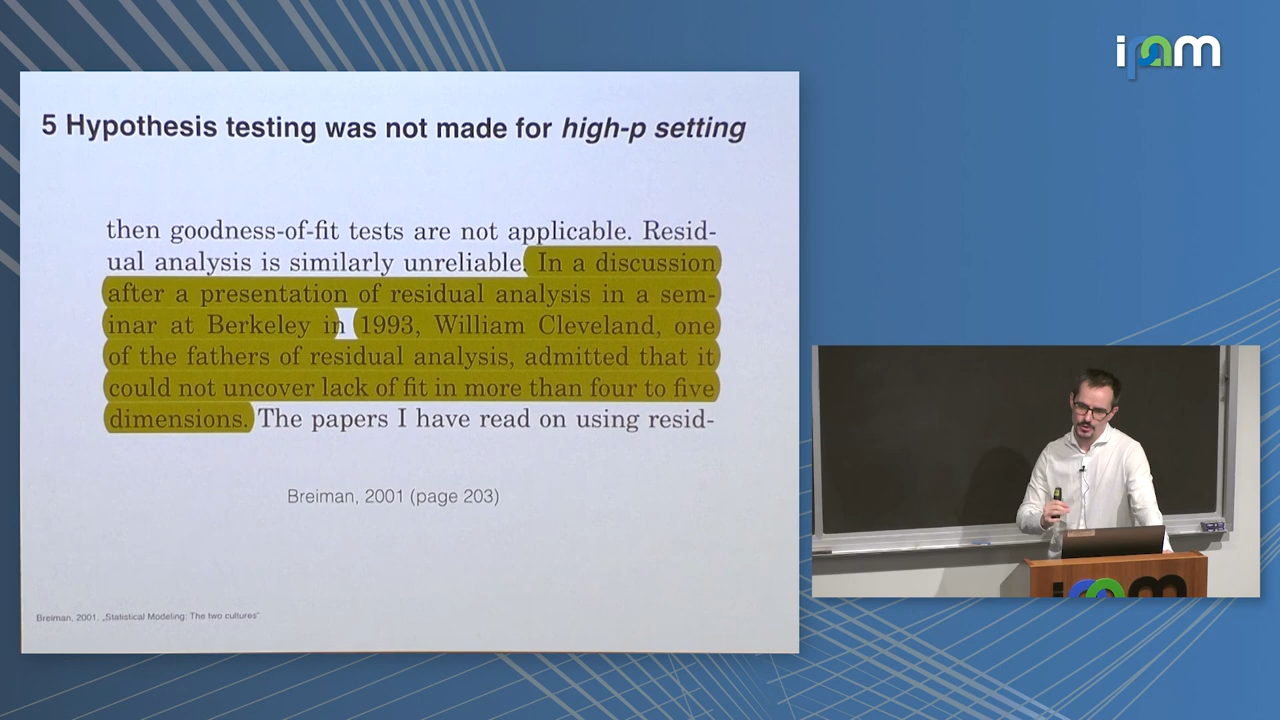 ipam
5 Hypothesis testing was not made for high-p setting
then goodness-of-fit tests are not applicable. Resid-
ual analysis is similarly unreliable. In a discussion
after a presentation of residual analysis in a sem-
inar at Berkeley in 1993, William Cleveland, one
of the fathers of residual analysis, admitted that it
could not uncover lack of fit in more than four to five
dimensions. The papers I have read on using resid-
Breiman, 2001 (page 203)
Breiman, 2001. „Statistical Modeling: The two cultures“
ipam